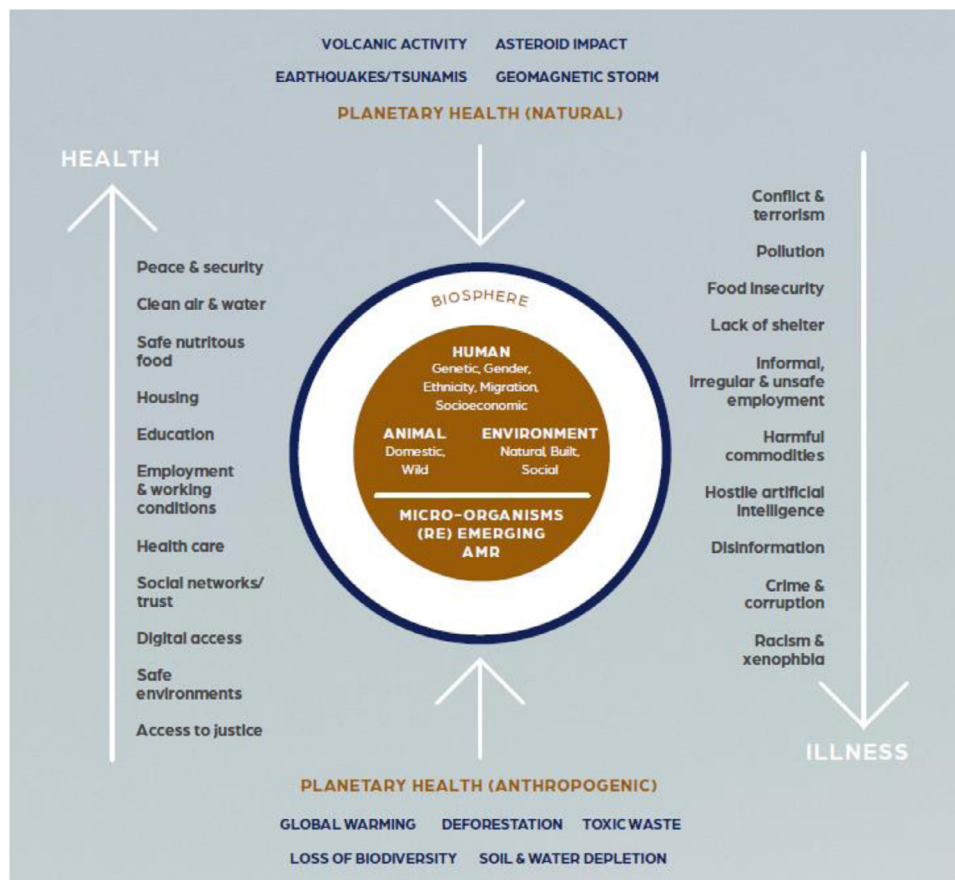 VOLCANIC ACTIVITY ASTEROID IMPACT
EARTHQUAKES/TSUNAMIS GEOMAGNETIC STORM
PLANETARY HEALTH (NATURAL)
HEALTH
Peace & security
Clean air & water
Safe nutritous
food
Housing
Education
Employment
& working
conditions
Health care
Social networks/
trust
Digital access
Safe
environments
Access to justice
BIOSPHERE
HUMAN
Genetic, Gender,
Ethnicity, Migration,
Socioeconomic
ANIMAL
Domestic,
Wild
ENVIRONMENT
Natural, Built,
Social
MICRO-ORGANISMS
(RE) EMERGING
AMR
Conflict &
terrorism
Pollution
Food insecurity
Lack of shelter
Informal,
irregular & unsafe
employment
Harmful
commodities
Hostile artificial
intelligence
Disinformation
Crime &
corruption
Racism &
xenophbia
ILLNESS
PLANETARY HEALTH (ANTHROPOGENIC)
GLOBAL WARMING DEFORESTATION TOXIC WASTE
LOSS OF BIODIVERSITY SOIL & WATER DEPLETION